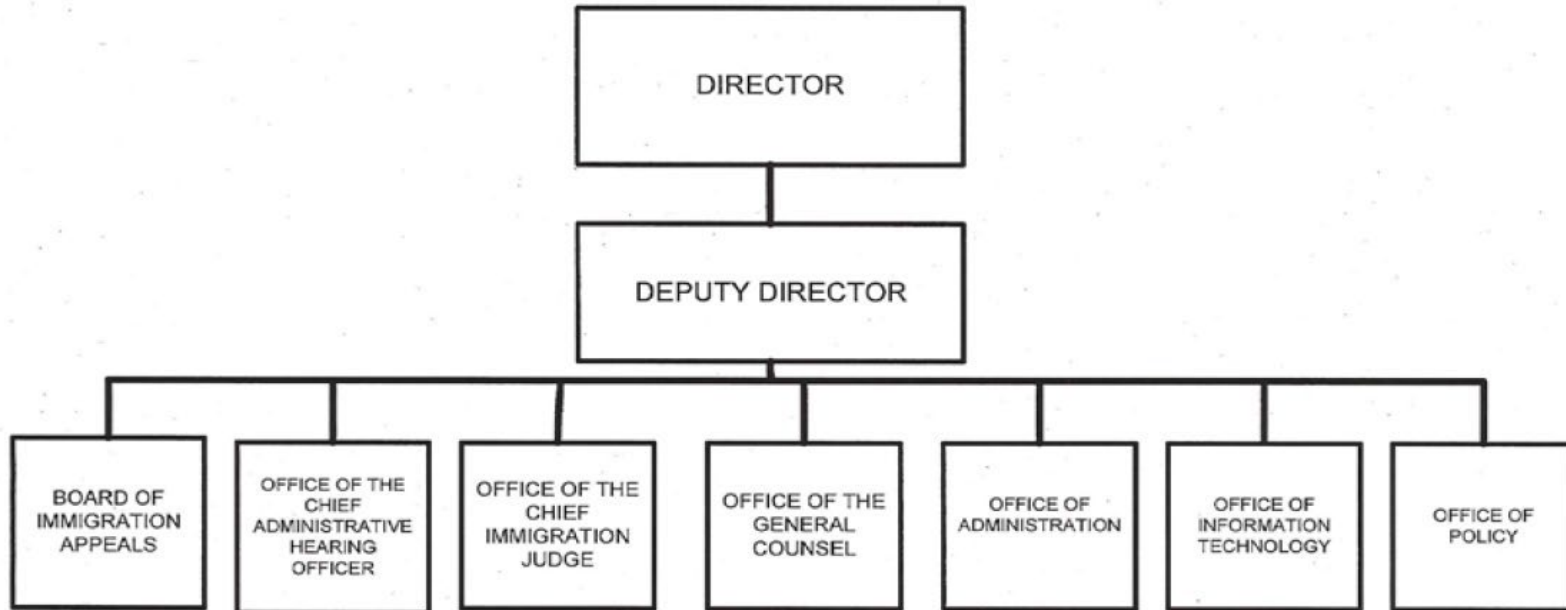 DIRECTOR
DEPUTY DIRECTOR
BOARD OF
IMMIGRATION
APPEALS
OFFICE OF THE
CHIEF
ADMINISTRATIVE
HEARING
OFFICER
OFFICE OF THE
CHIEF
IMMIGRATION
JUDGE
OFFICE OF THE
GENERAL
COUNSEL
OFFICE OF
ADMINISTRATION
OFFICE OF
INFORMATION
TECHNOLOGY
OFFICE OF
POLICY